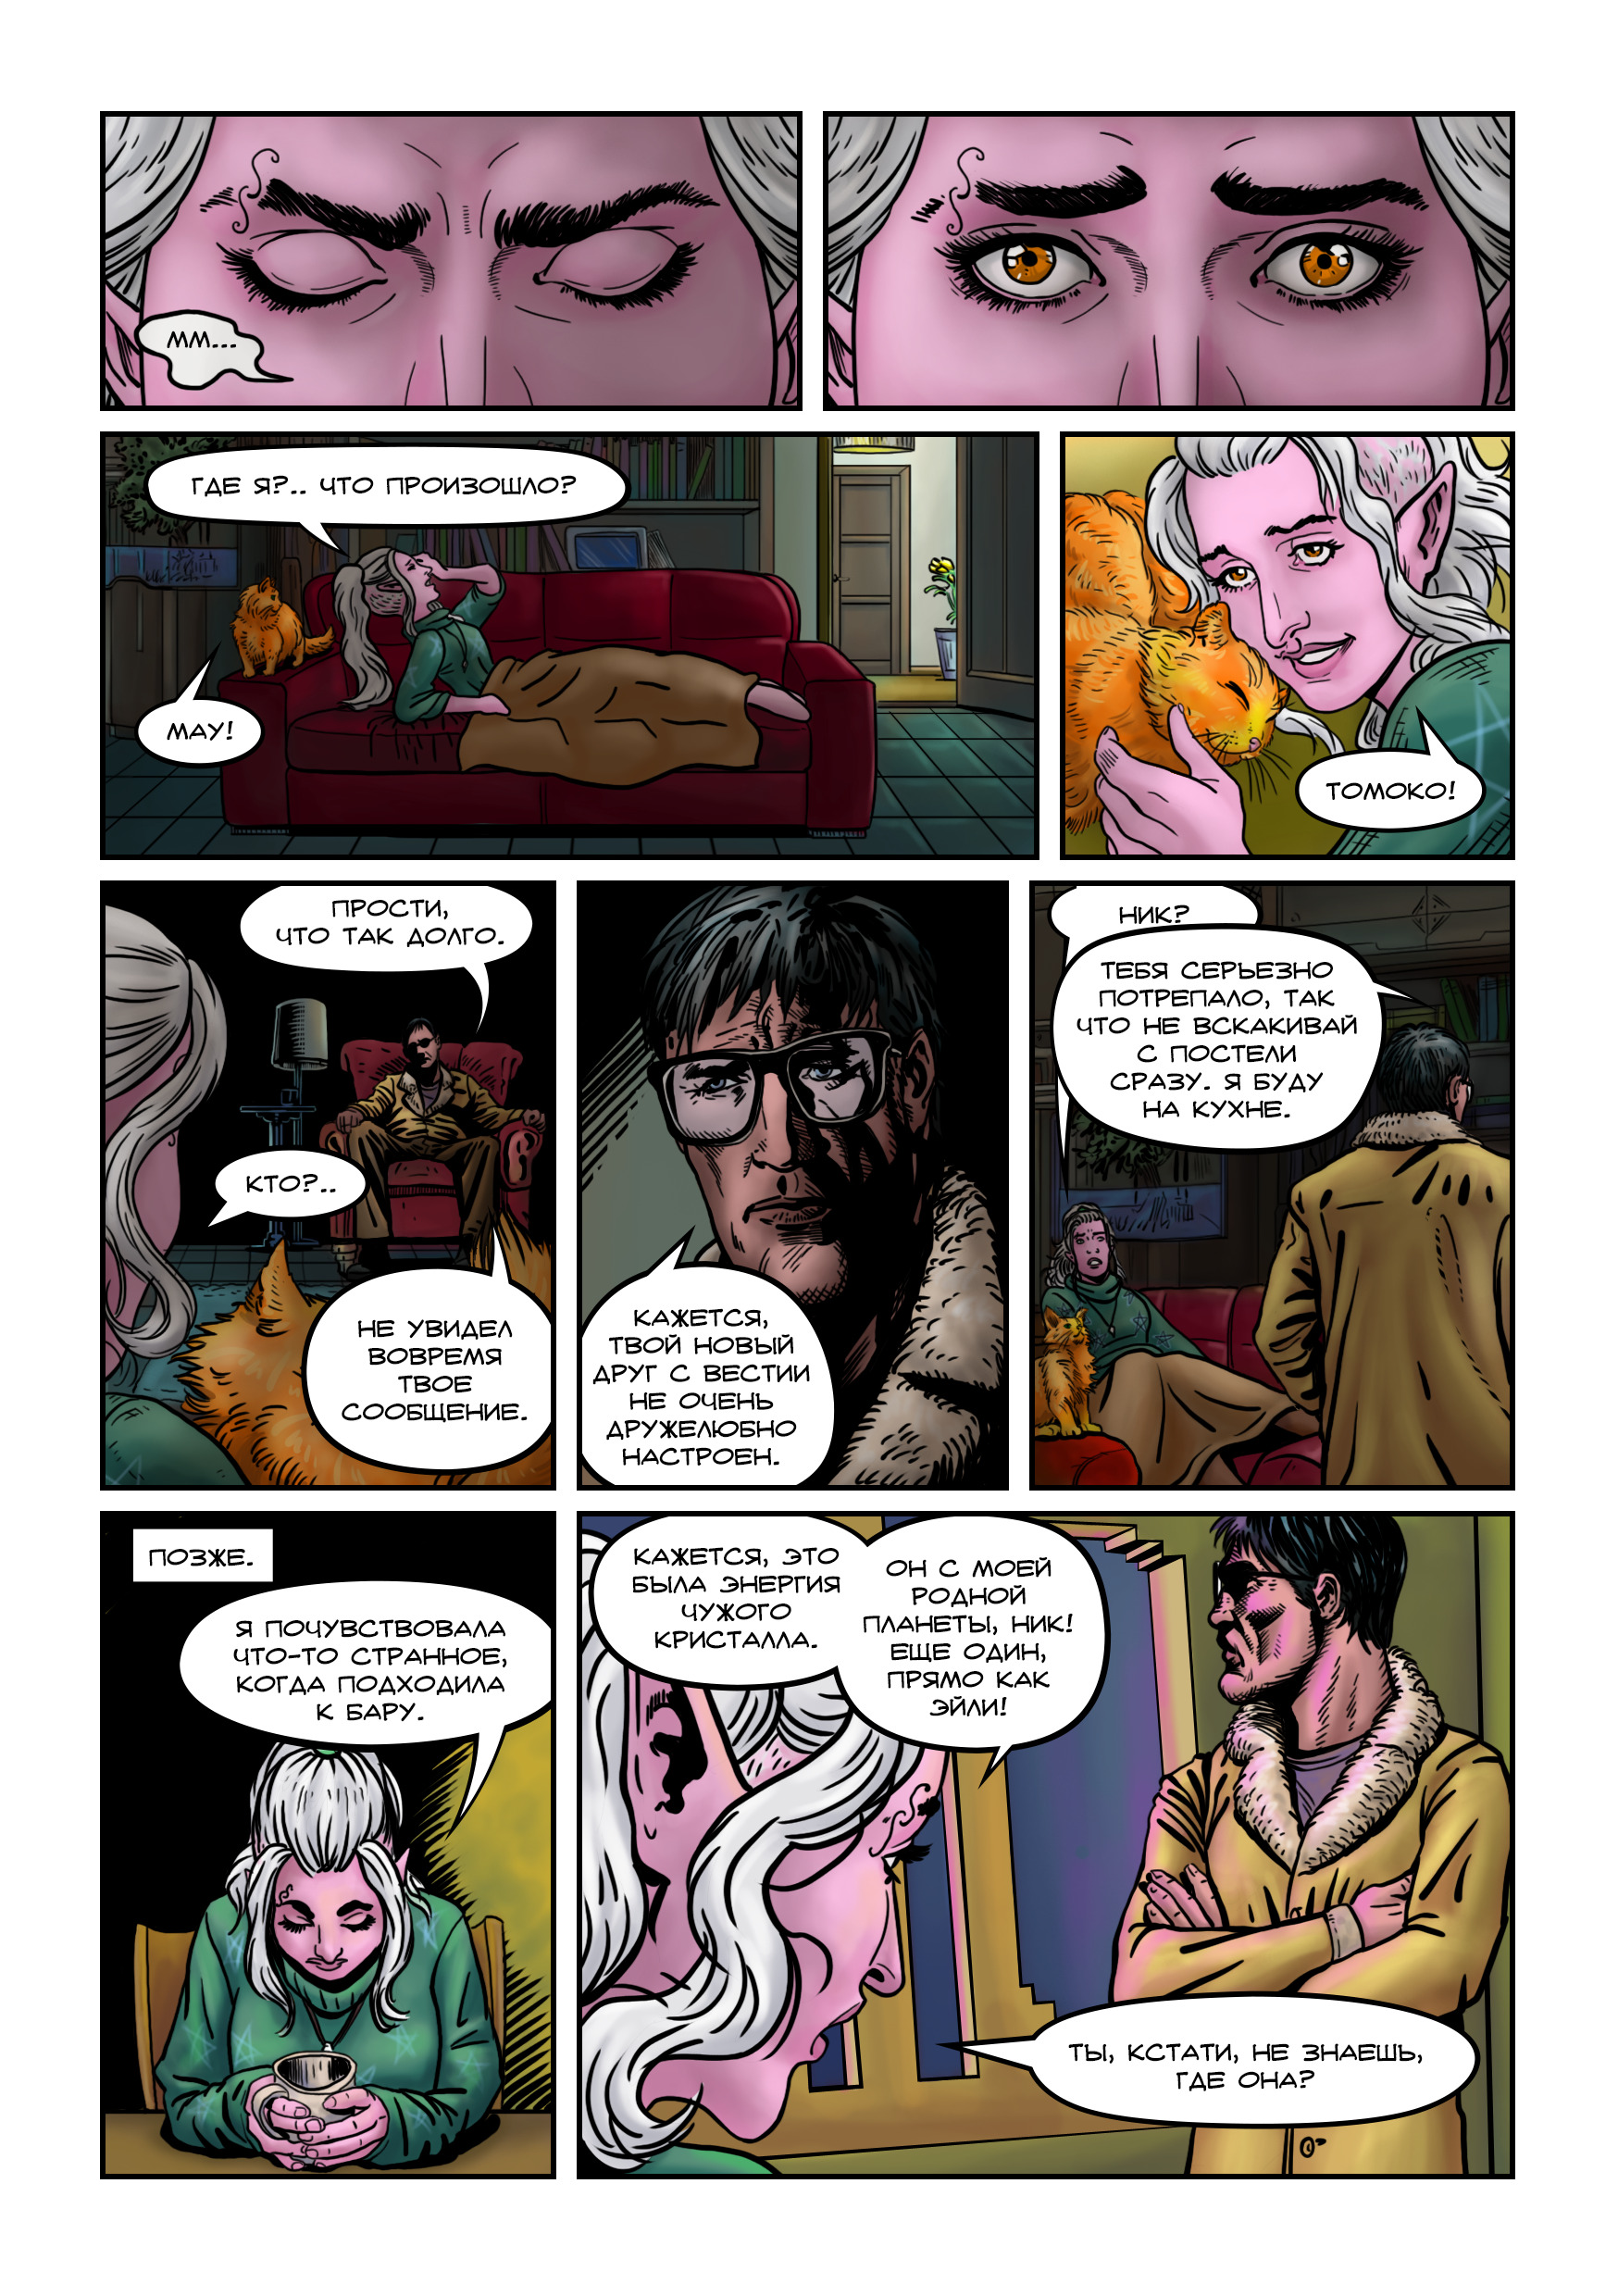 ММ...
ГДЕ Я?.. ЧТО ПРОИЗОШЛО?
МАУ!
ТОМОКО!
ПРОСТИ,
ЧТО ТАК ДОЛГО.
КТО?..
НЕ УВИДЕЛ
ВОВРЕМЯ
ТВОЕ
СООБЩЕНИЕ.
КАЖЕТСЯ,
ТВОЙ НОВЫЙ
ДРУГ С ВЕСТИИ
НЕ ОЧЕНЬ
ДРУЖЕЛЮБНО
НАСТРОЕН.
НИК?
ТЕБЯ СЕРЬЕЗНО
ПОТРЕПАЛО, ТАК
ЧТО НЕ ВСКАКИВАЙ
С ПОСТЕЛИ
СРАЗУ. Я БУДУ
НА КУХНЕ.
ПОЗЖЕ.
Я ПОЧУВСТВОВАЛА
ЧТО-ТО СТРАННОЕ,
КОГДА ПОДХОДИЛА
К БАРУ.
КАЖЕТСЯ, ЭТО
БЫЛА ЭНЕРГИЯ
ЧУЖОГО
КРИСТАЛЛА.
ОН С МОЕЙ
РОДНОЙ
ПЛАНЕТЫ, НИК!
ЕЩЕ ОДИН,
ПРЯМО КАК
ЭЙЛИ!
ТЫ, КСТАТИ, НЕ ЗНАЕШЬ,
ГДЕ ОНА?